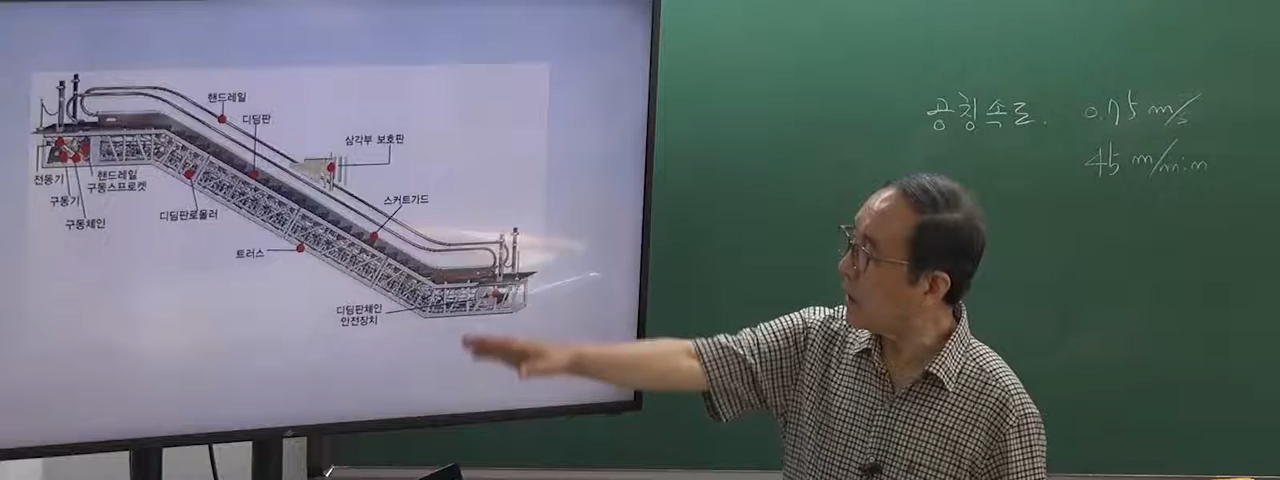 핸드레일
디딤판
삼각부 보호판
전동기
핸드레일
구동스프로켓
구동기
구동체인
디딤판로울러
스커트가드
트러스
디딤판체인
안전장치
공칭속도. 0.75 m/s
45 m/min